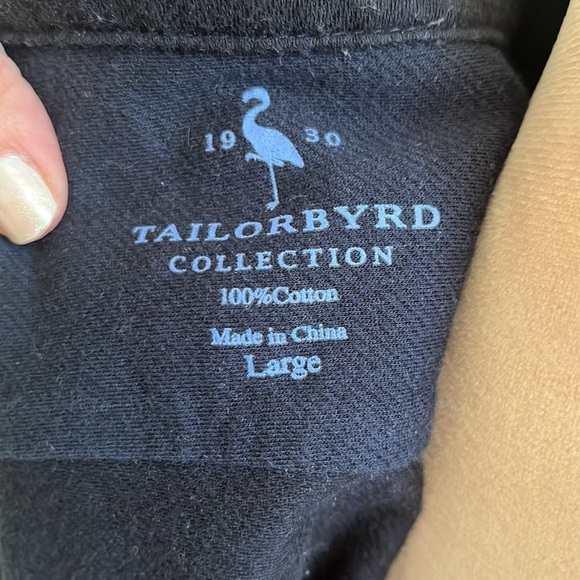 19 30
TAILORBYRD
COLLECTION
100%Cotton
Made in China
Large